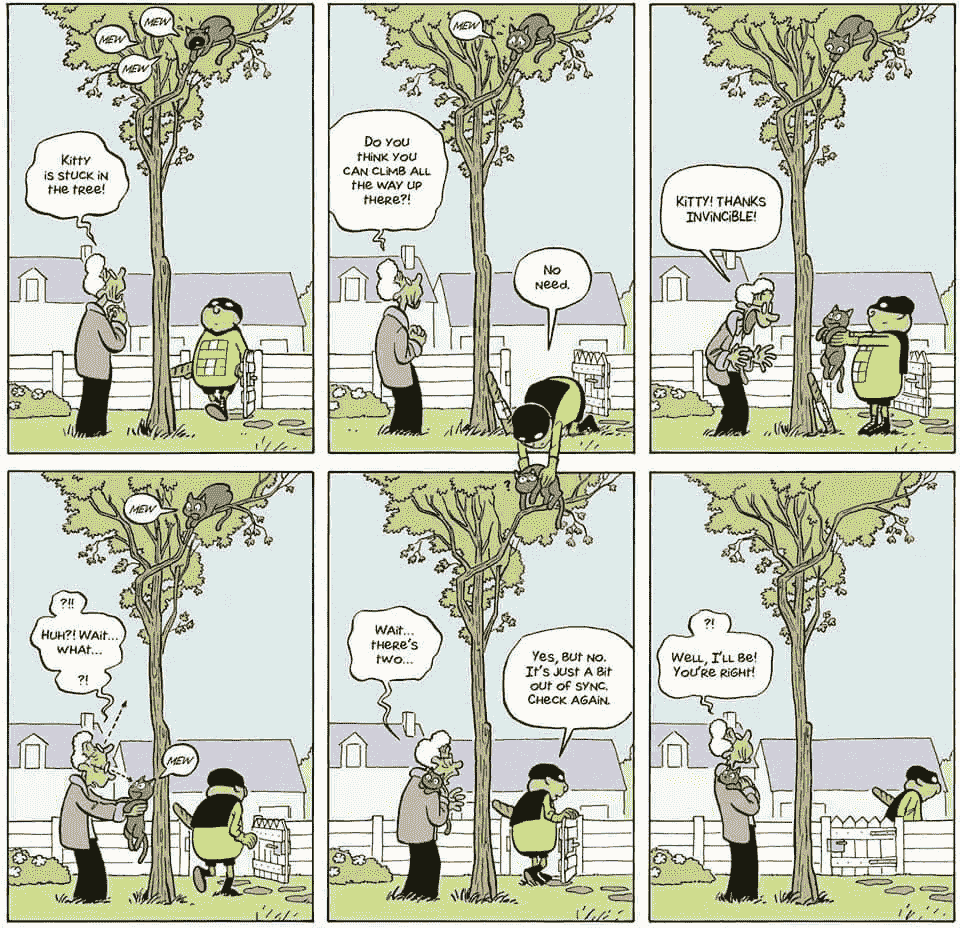 MEW
MEW
MEW
Kitty
is stuck in
the tree!
MEW
Do you
think you
can climb all
the way up
there?!
No
need.
KITTY! THANKS
INVINCIBLE!
MEW
?!!
Huh?! Wait...
What...
?!
MEW
?
Wait...
there's
two...
Yes, but no.
It's just a bit
out of sync.
Check again.
?!
Well, I'll be!
You're right!